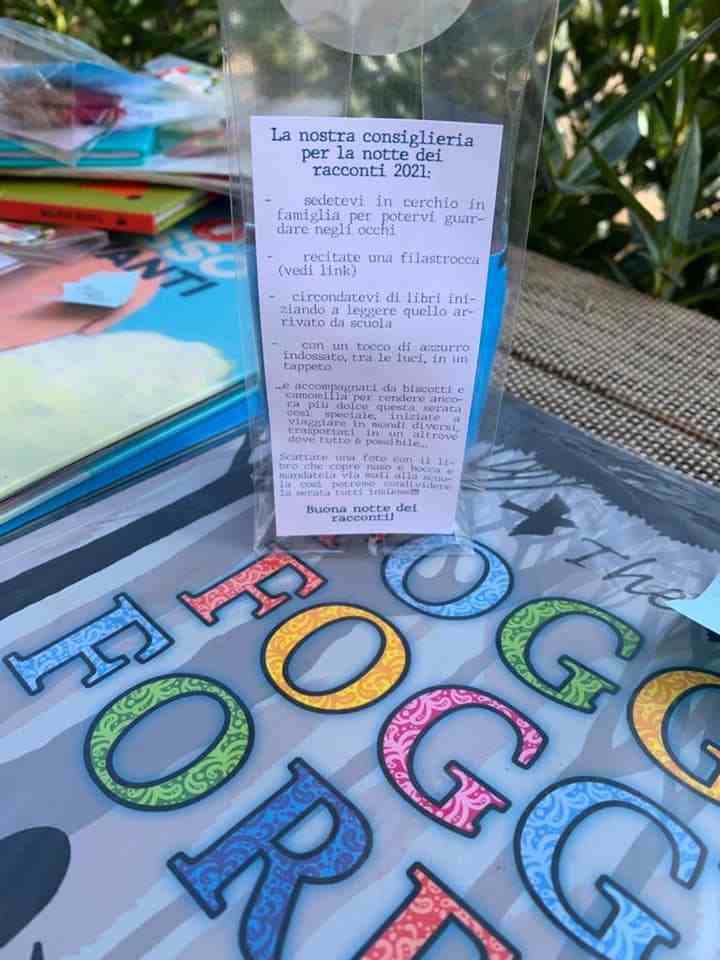 La nostra consiglieria
per la notte dei
racconti 2021:
- sedetevi in cerchio in
famiglia per potervi guar-
dare negli occhi
- recitate una filastrocca
(vedi link)
- circondatevi di libri ini-
ziando a leggere quello ar-
rivato da scuola
- con un tocco di azzurro
indossato, tra le luci, in un
tappeto
…e accompagnati da biscotti e
camomilla per rendere anco-
ra più dolce questa serata
così speciale, iniziate a
viaggiare in mondi diversi,
trasportati in un altrove
dove tutto è possibile…
Scattate una foto con il li-
bro che copre naso e bocca e
mandatela via mail alla scuo-
la così potremo condividere
la serata tutti insieme
Buona notte dei
racconti!
ANTI
The
FOGG
FOGG
FOR